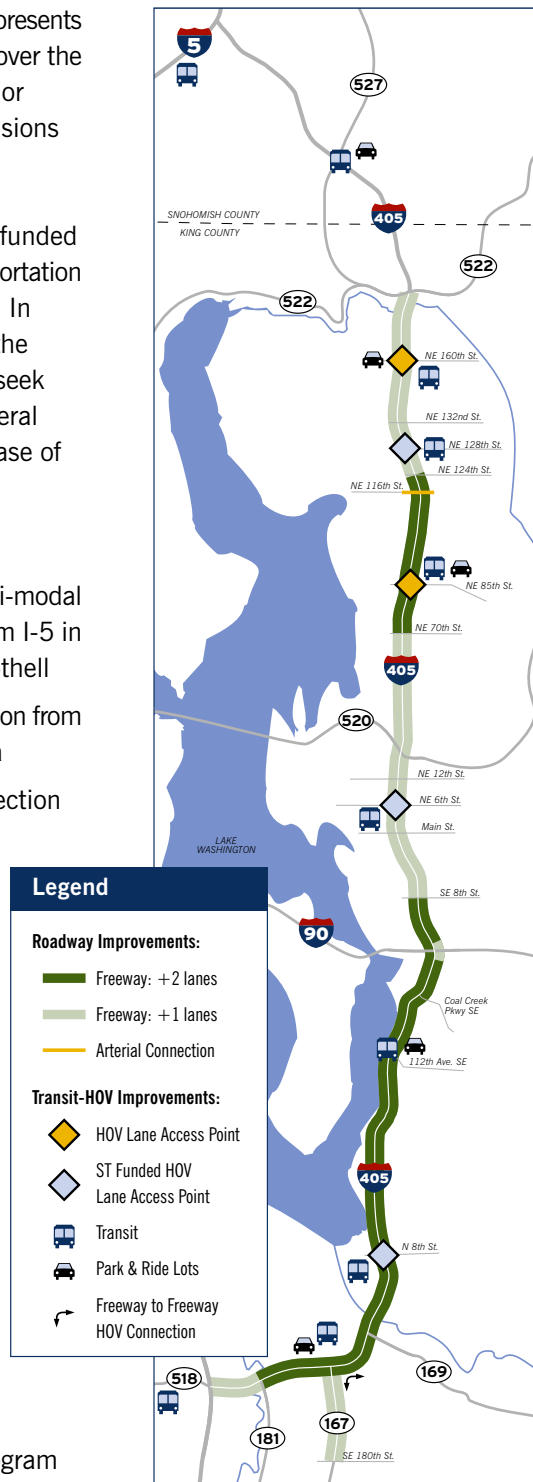 presents
over the
or
sions
funded
ortation
In
the
seek
eral
ase of
i-modal
m I-5 in
thell
on from
ection
gram
5
527
405
SNOHOMISH COUNTY
KING COUNTY
522
522
NE 160th St.
NE 132nd St.
NE 128th St.
NE 124th St.
NE 116th St.
NE 85th St.
NE 70th St.
405
520
NE 12th St.
NE 6th St.
Main St.
LAKE
WASHINGTON
SE 8th St.
90
Coal Creek
Pkwy SE
112th Ave. SE
405
N 8th St.
169
518
181
167
SE 180th St.
Legend
Roadway Improvements:
Freeway: +2 lanes
Freeway: +1 lanes
Arterial Connection
Transit-HOV Improvements:
HOV Lane Access Point
ST Funded HOV
Lane Access Point
Transit
Park & Ride Lots
Freeway to Freeway
HOV Connection